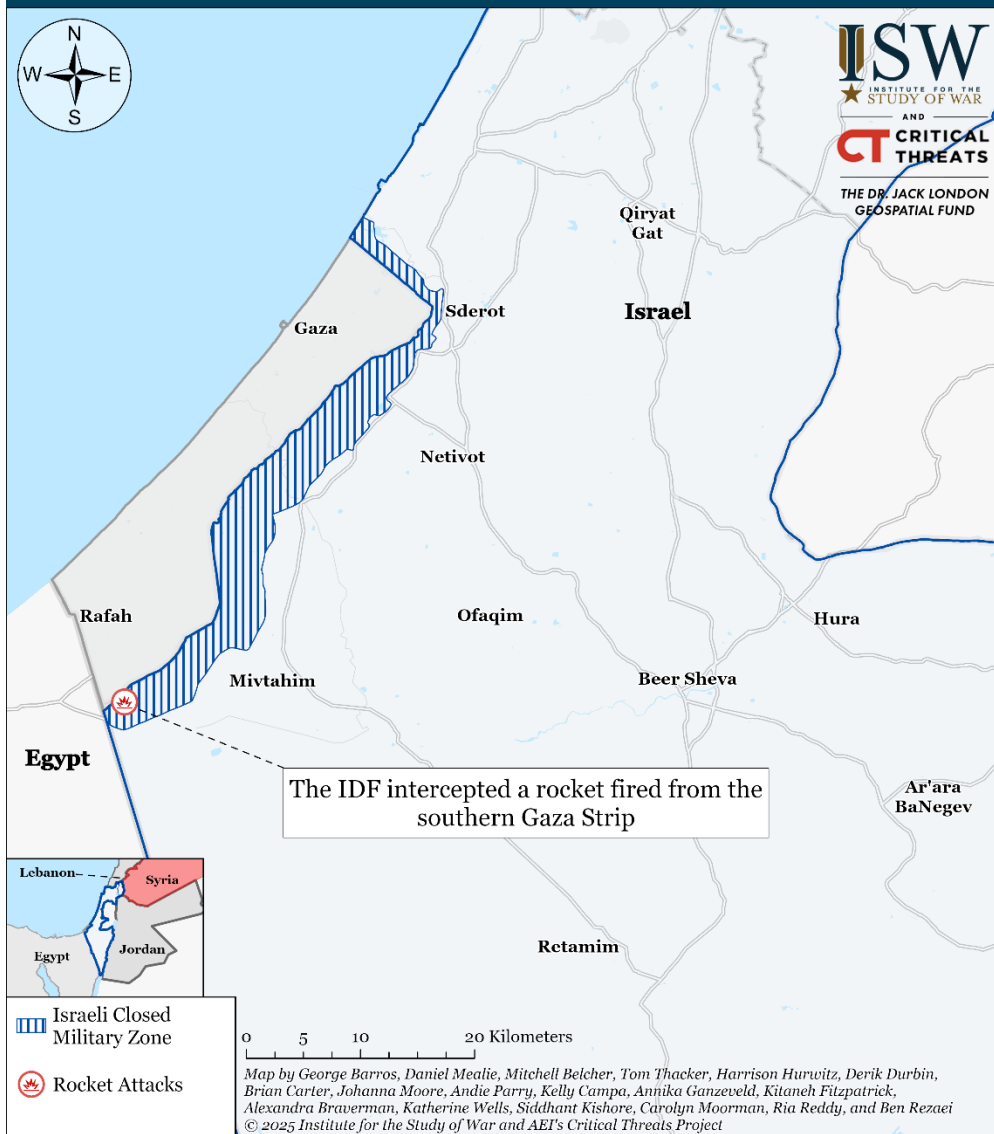 N
W
E
S
ISW
INSTITUTE FOR THE
STUDY OF WAR
AND
CT CRITICAL
THREATS
THE DR. JACK LONDON
GEOSPATIAL FUND
Qiryat
Gat
Sderot
Israel
Gaza
Netivot
Rafah
Ofaqim
Hura
Mivtahim
Beer Sheva
Egypt
The IDF intercepted a rocket fired from the
southern Gaza Strip
Ar'ara
BaNegev
Retamim
Lebanon
Syria
Egypt
Jordan
Israeli Closed
Military Zone
Rocket Attacks
0 5 10 20 Kilometers
Map by George Barros, Daniel Mealie, Mitchell Belcher, Tom Thacker, Harrison Hurwitz, Derik Durbin,
Brian Carter, Johanna Moore, Andie Parry, Kelly Campa, Annika Ganzeveld, Kitaneh Fitzpatrick,
Alexandra Braverman, Katherine Wells, Siddhant Kishore, Carolyn Moorman, Ria Reddy, and Ben Rezaei
© 2025 Institute for the Study of War and AEI's Critical Threats Project